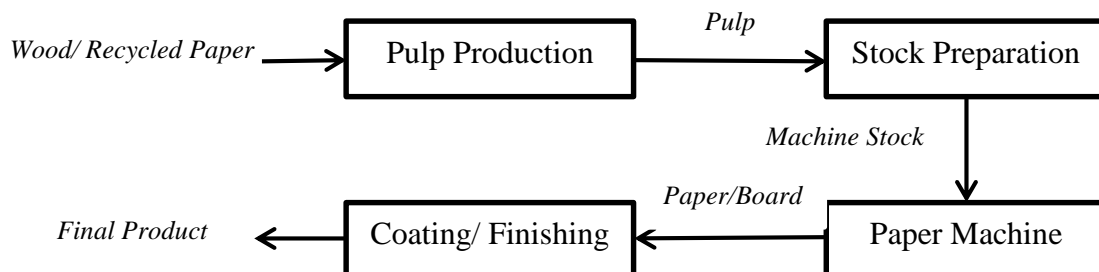 Pulp
Wood/ Recycled Paper
Pulp Production
Stock Preparation
Machine Stock
Paper/Board
Final Product
Coating/ Finishing
Paper Machine